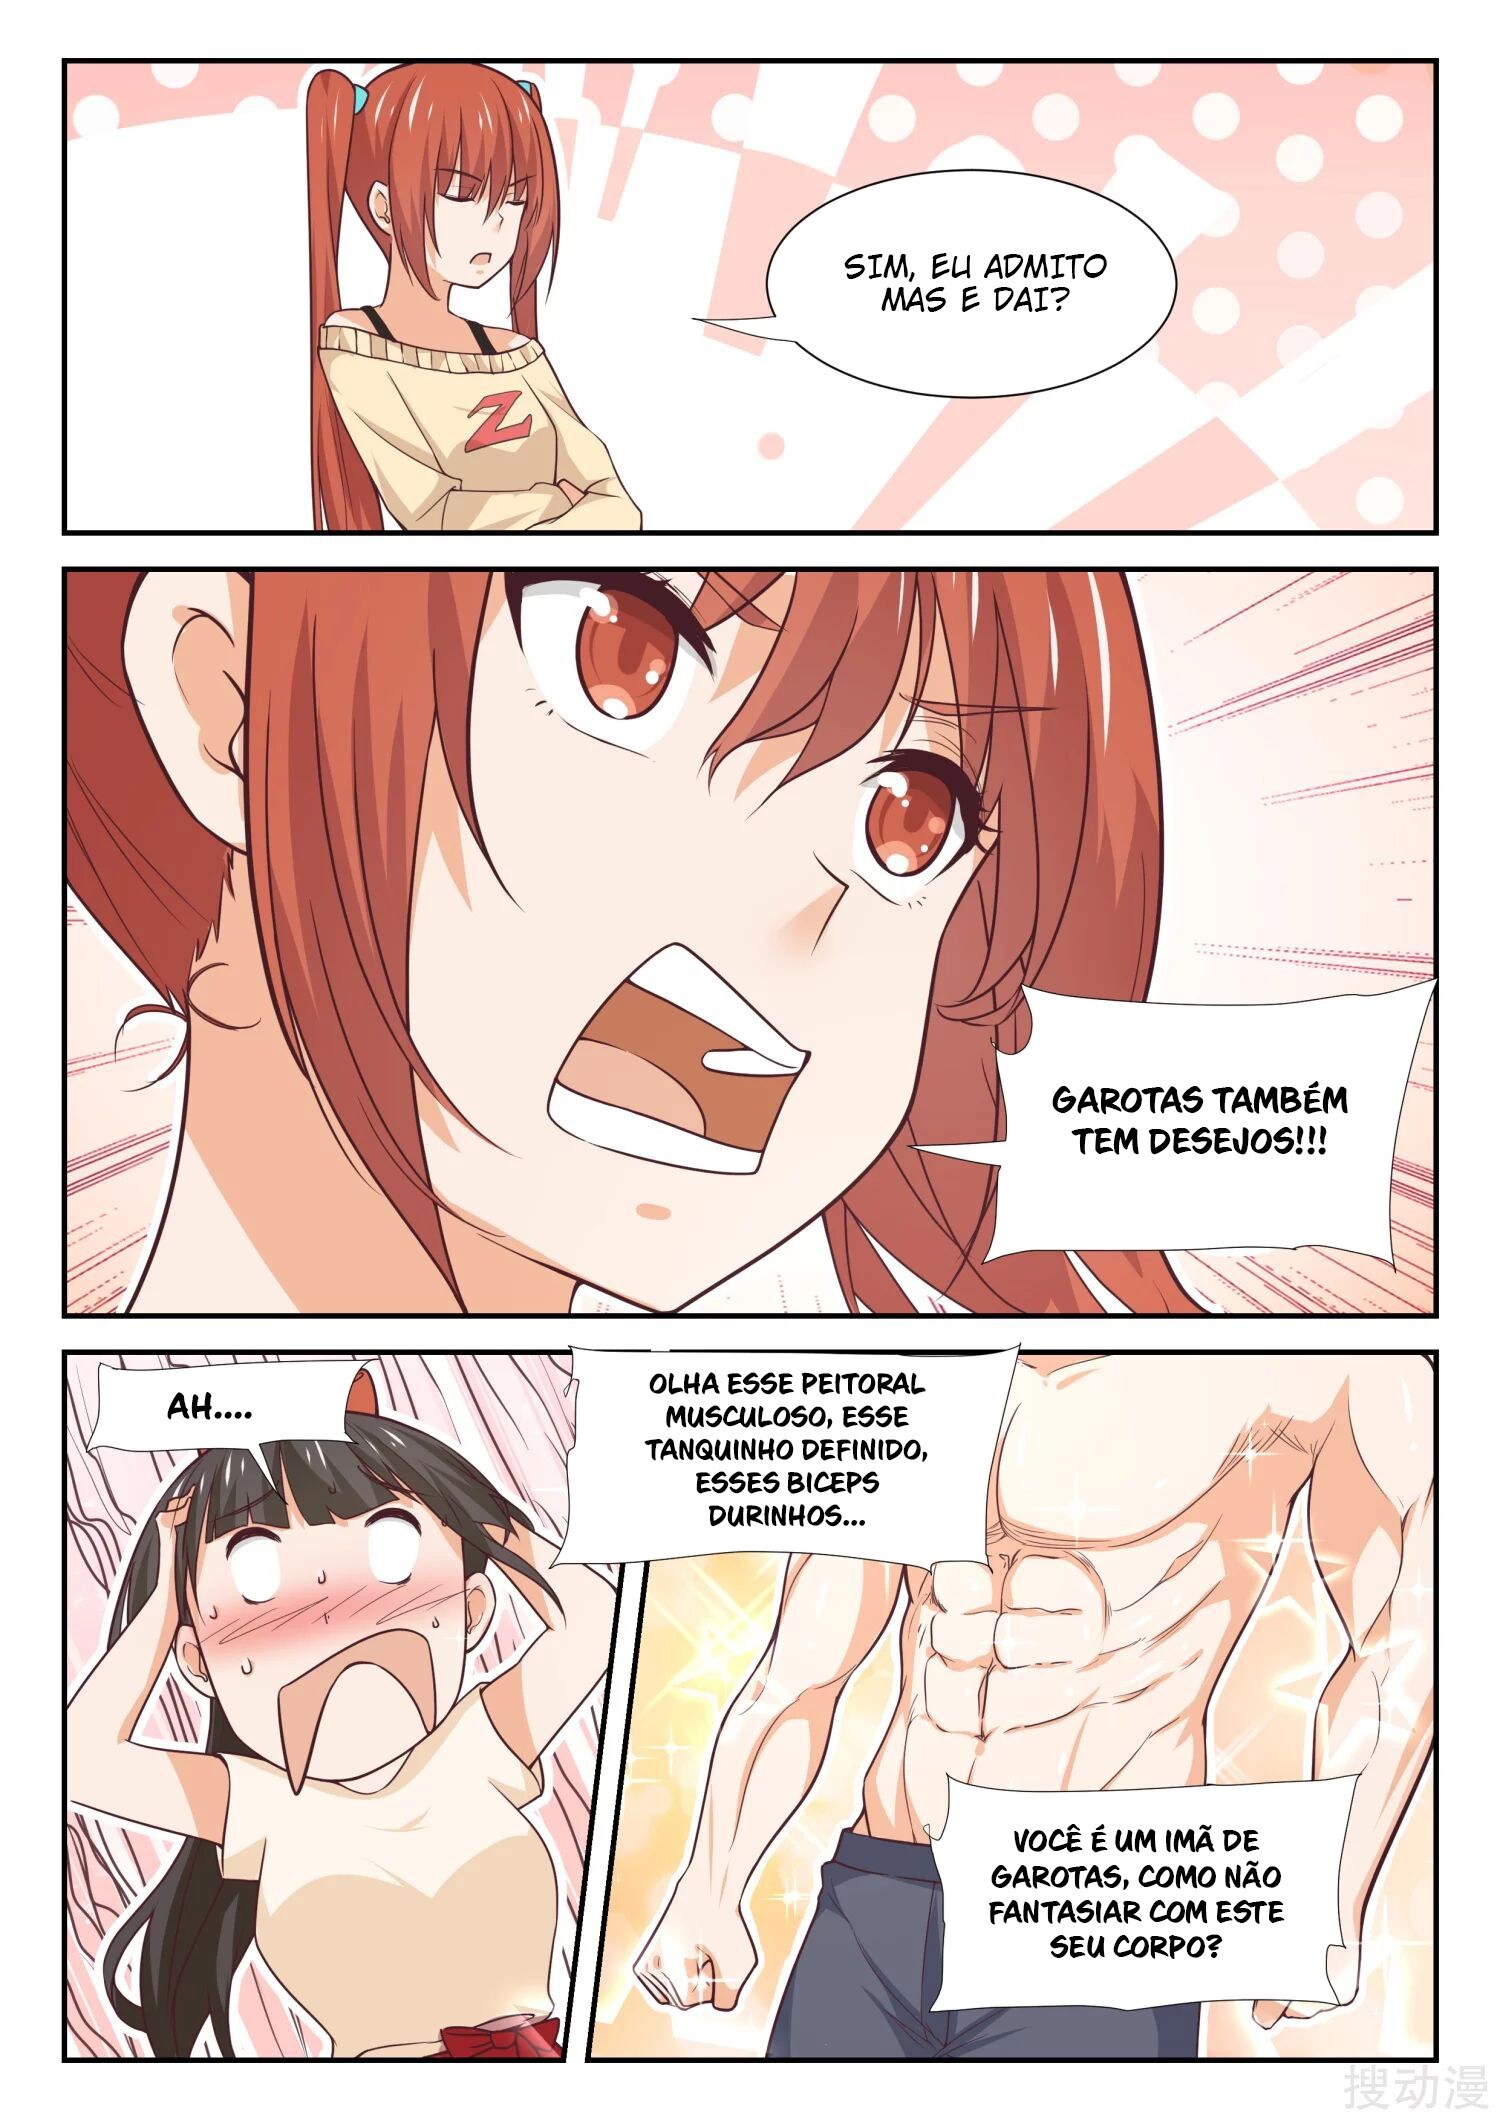 SIM, EU ADMITO
MAS E DAI?
Z
GAROTAS TAMBÉM
TEM DESEJOS!!!
AH....
OLHA ESSE PEITORAL
MUSCULOSO, ESSE
TANQUINHO DEFINIDO,
ESSES BICEPS
DURINHOS...
VOCÊ É UM IMÃ DE
GAROTAS, COMO NÃO
FANTASIAR COM ESTE
SEU CORPO?
搜动漫